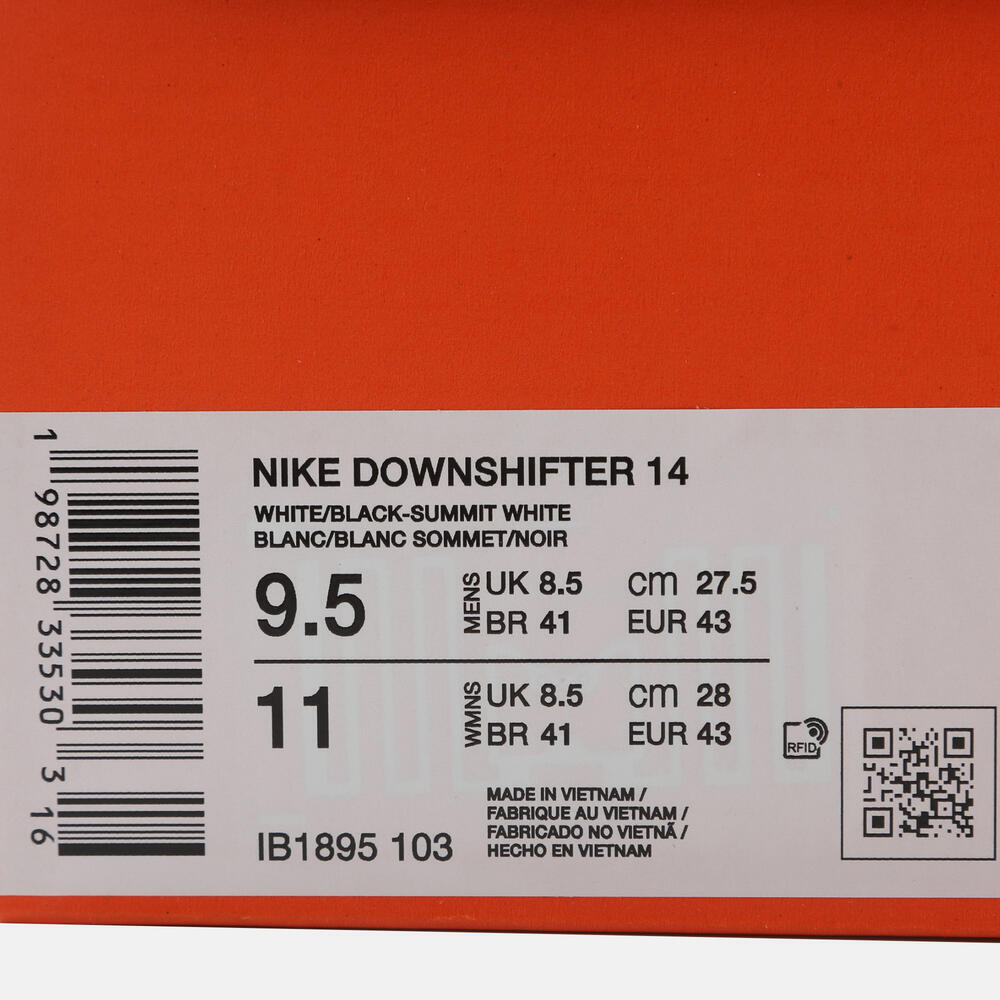 NIKE DOWNSHIFTER 14
WHITE/BLACK-SUMMIT WHITE
BLANC/BLANC SOMMET/NOIR
9.5 MENS UK 8.5 cm 27.5
BR 41 EUR 43
11 WMNS UK 8.5 cm 28
BR 41 EUR 43
RFID
MADE IN VIETNAM /
FABRIQUE AU VIETNAM /
FABRICADO NO VIETNÃ /
HECHO EN VIETNAM
IB1895 103
1 98728 33530 3 16